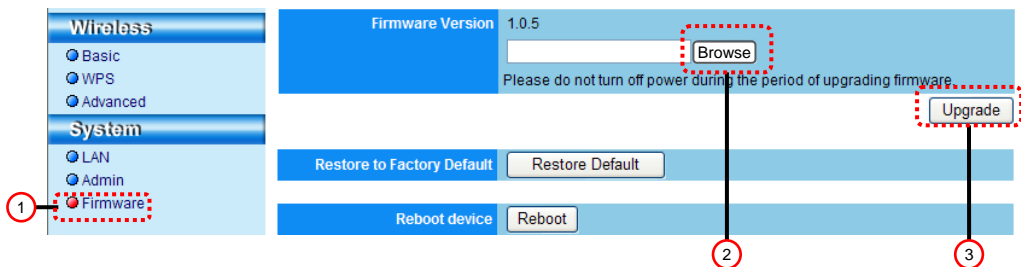 Wireless
Basic
WPS
Advanced
System
LAN
Admin
Firmware
1
Firmware Version 1.0.5
Browse
Please do not turn off power during the period of upgrading firmware.
Upgrade
Restore to Factory Default Restore Default
Reboot device Reboot
2
3